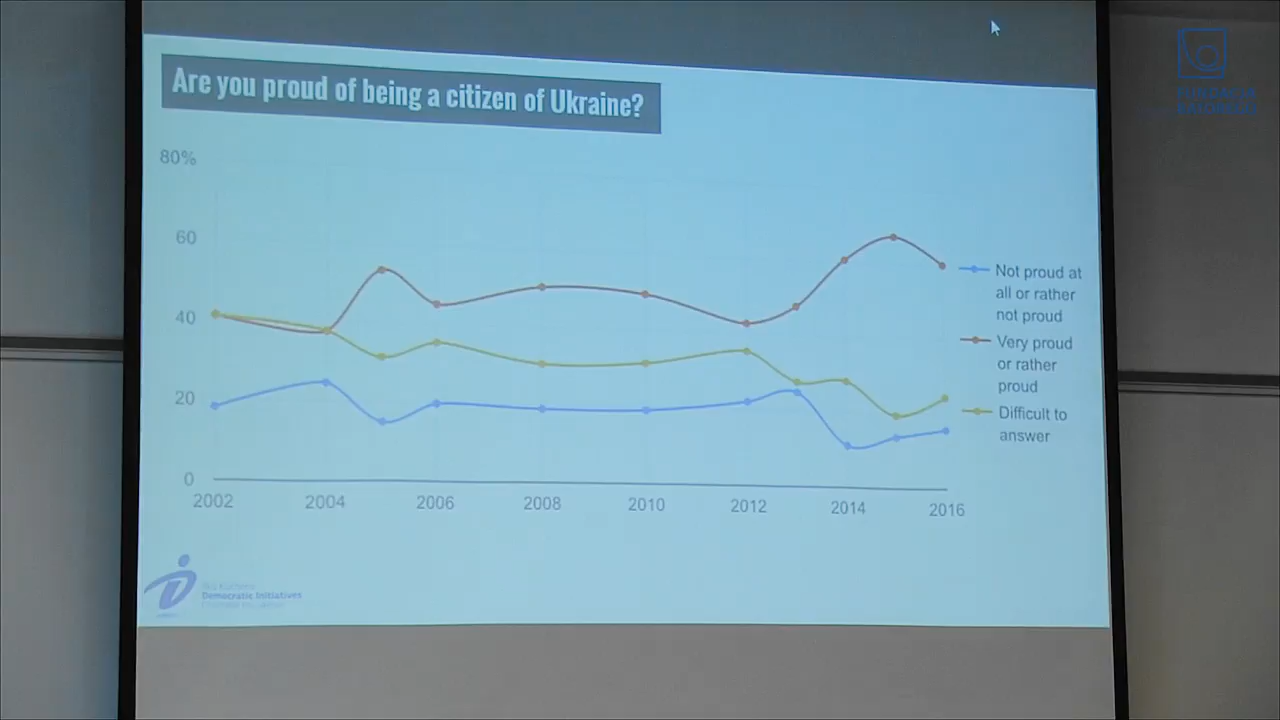 Are you proud of being a citizen of Ukraine?
80%
60
40
20
0
2002 2004 2006 2008 2010 2012 2014 2016
Not proud at
all or rather
not proud
Very proud
or rather
proud
Difficult to
answer
Democratic Initiatives
FUNDACJA